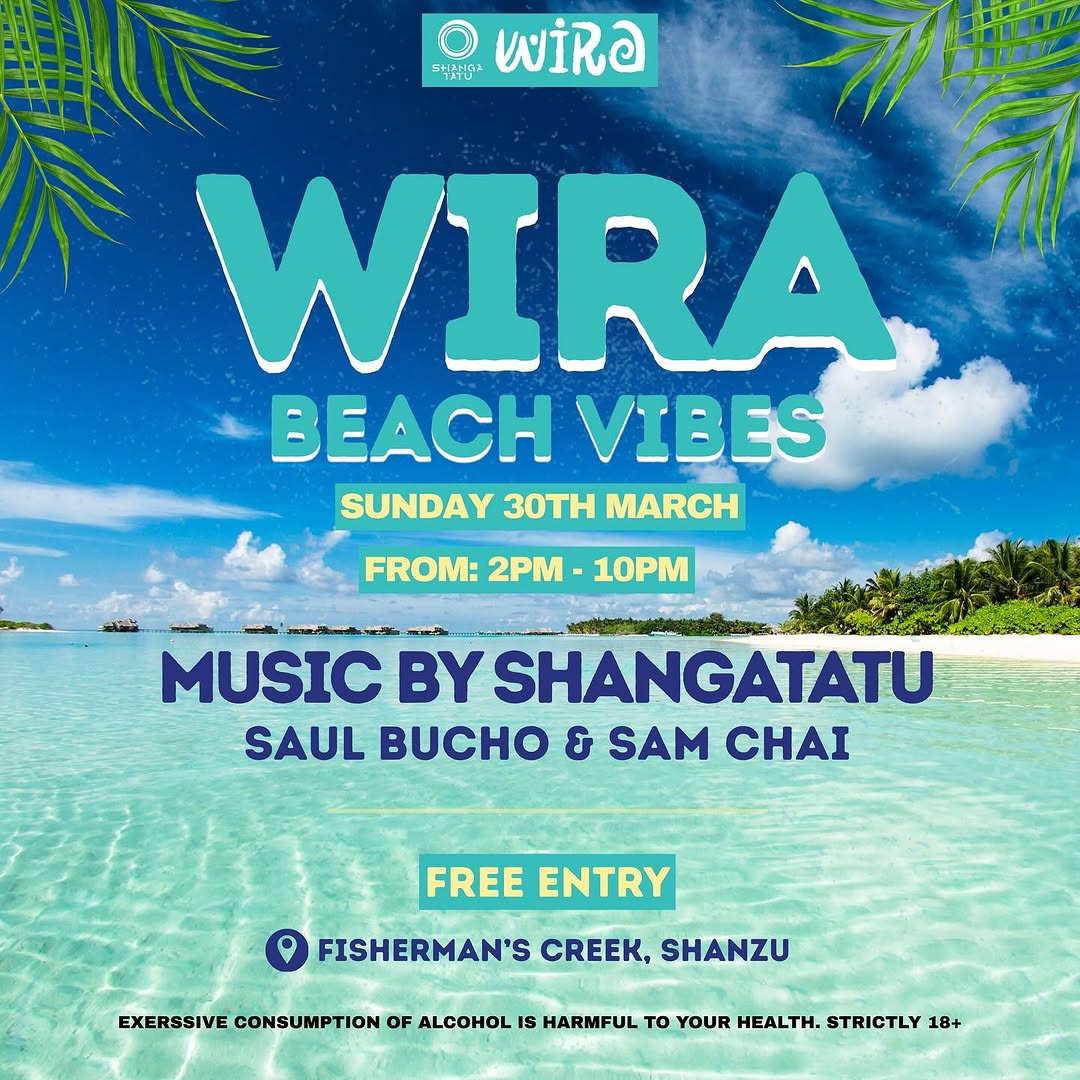 SHANGA
TATU
WIRA
WIRA
BEACH VIBES
SUNDAY 30TH MARCH
FROM: 2PM - 10PM
MUSIC BY SHANGATATU
SAUL BUCHO & SAM CHAI
FREE ENTRY
FISHERMAN'S CREEK, SHANZU
EXERSSIVE CONSUMPTION OF ALCOHOL IS HARMFUL TO YOUR HEALTH. STRICTLY 18+